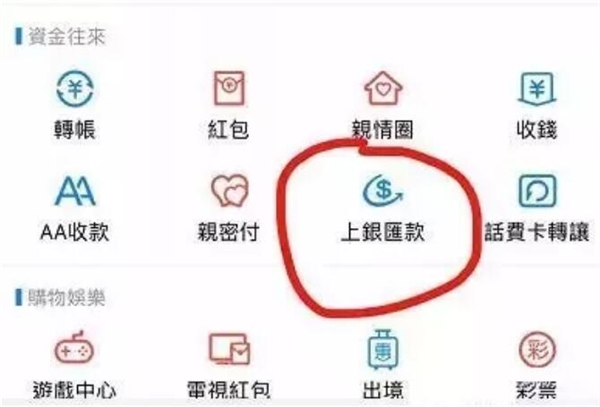 資金往來
轉帳 紅包 親情圈 收錢
AA收款 親密付 上銀匯款 話費卡轉讓
購物娛樂
惠 彩
遊戲中心 電視紅包 出境 彩票